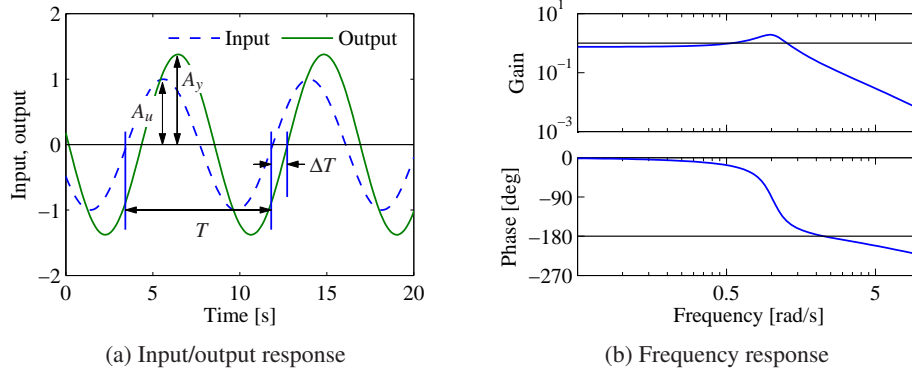 Input Output
2
1
0
−1
−2
Input, output
A_y
A_u
ΔT
T
0 5 10 15 20
Time [s]
(a) Input/output response
10^1
10^−1
10^−3
Gain
0
−90
−180
−270
Phase [deg]
0.5 5
Frequency [rad/s]
(b) Frequency response